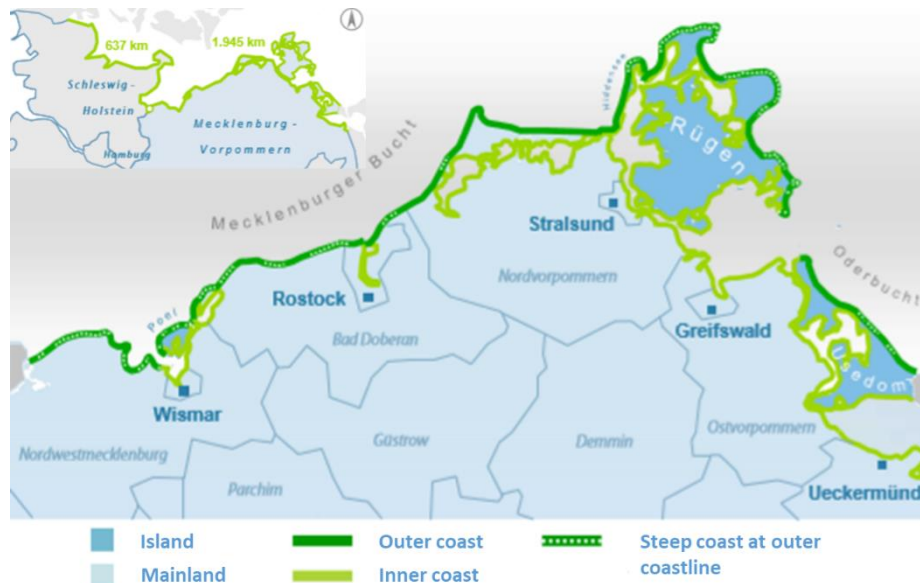 637 km
1.945 km
Schleswig-
Holstein
Hamburg
Mecklenburg-
Vorpommern
Mecklenburger Bucht
Hiddensee
Rügen
Stralsund
Nordvorpommern
Oderbucht
Poel
Rostock
Bad Doberan
Greifswald
Usedom
Wismar
Nordwestmecklenburg
Güstrow
Demmin
Ostvorpommern
Parchim
Ueckermünd
Island
Outer coast
Steep coast at outer
coastline
Mainland
Inner coast